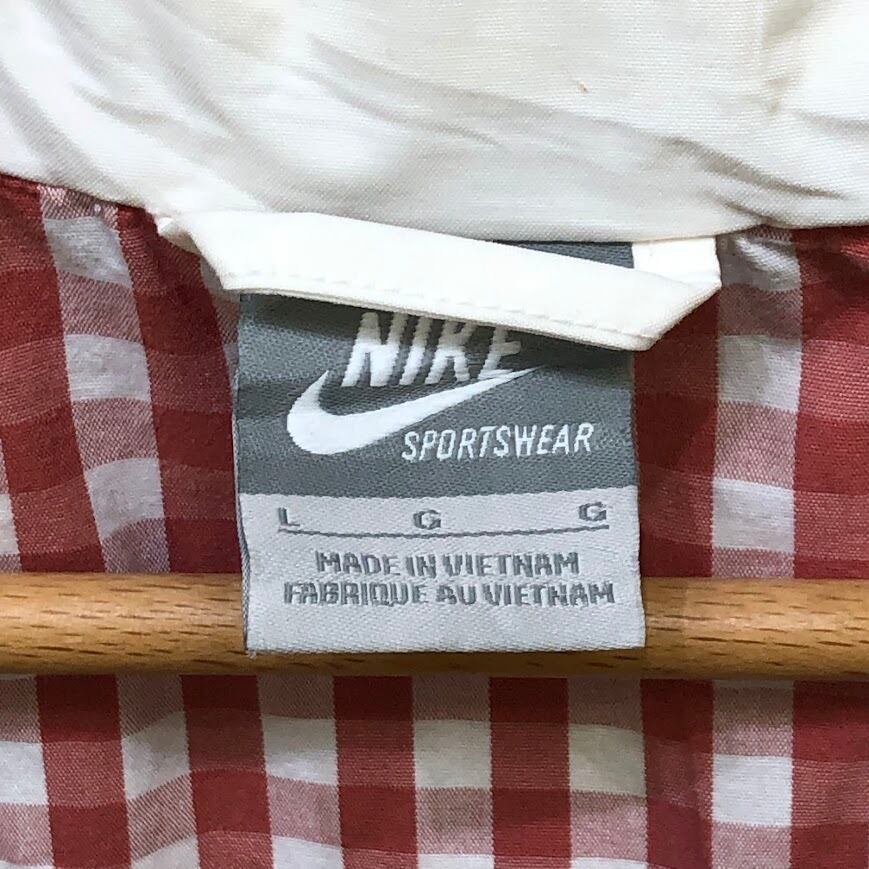 NIKE
SPORTSWEAR
L G G
MADE IN VIETNAM
FABRIQUE AU VIETNAM